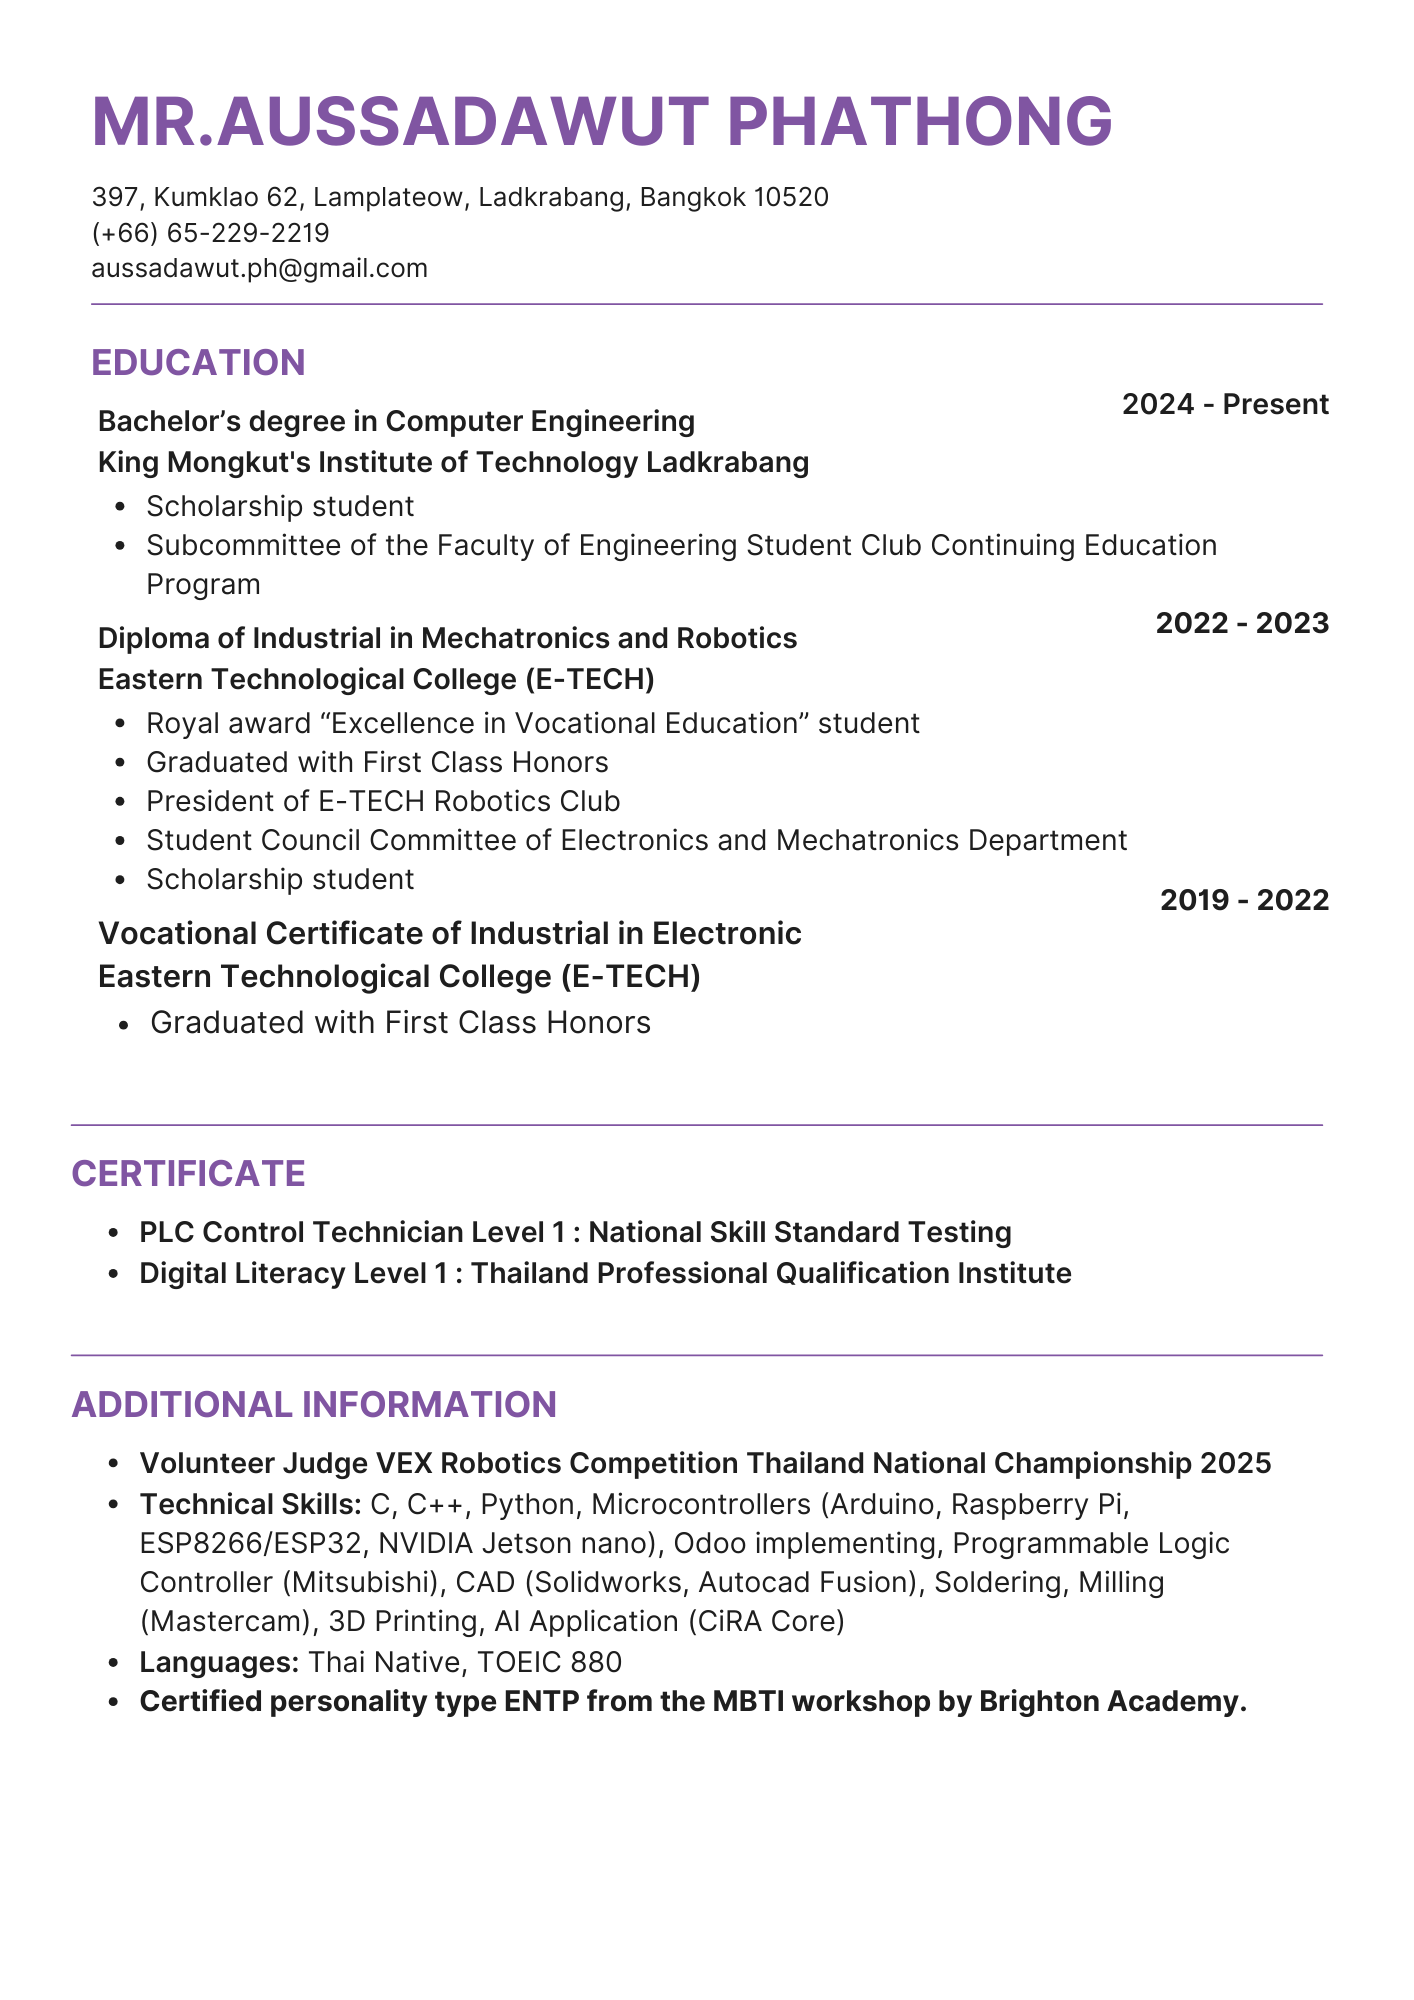 MR.AUSSADAWUT PHATHONG
397, Kumklao 62, Lamplateow, Ladkrabang, Bangkok 10520
(+66) 65-229-2219
aussadawut.ph@gmail.com
EDUCATION
2024 - Present
Bachelor’s degree in Computer Engineering
King Mongkut's Institute of Technology Ladkrabang
• Scholarship student
• Subcommittee of the Faculty of Engineering Student Club Continuing Education
Program
2022 - 2023
Diploma of Industrial in Mechatronics and Robotics
Eastern Technological College (E-TECH)
• Royal award “Excellence in Vocational Education” student
• Graduated with First Class Honors
• President of E-TECH Robotics Club
• Student Council Committee of Electronics and Mechatronics Department
• Scholarship student
2019 - 2022
Vocational Certificate of Industrial in Electronic
Eastern Technological College (E-TECH)
• Graduated with First Class Honors
CERTIFICATE
• PLC Control Technician Level 1 : National Skill Standard Testing
• Digital Literacy Level 1 : Thailand Professional Qualification Institute
ADDITIONAL INFORMATION
• Volunteer Judge VEX Robotics Competition Thailand National Championship 2025
• Technical Skills: C, C++, Python, Microcontrollers (Arduino, Raspberry Pi,
ESP8266/ESP32, NVIDIA Jetson nano), Odoo implementing, Programmable Logic
Controller (Mitsubishi), CAD (Solidworks, Autocad Fusion), Soldering, Milling
(Mastercam), 3D Printing, AI Application (CiRA Core)
• Languages: Thai Native, TOEIC 880
• Certified personality type ENTP from the MBTI workshop by Brighton Academy.